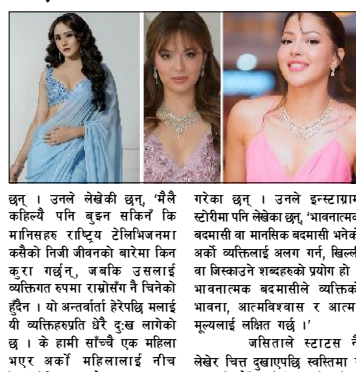 छन् । उनले लेखेकी छन्, ‘मैले
कहिल्यै पनि बुझ्न सकिनँ कि
मानिसहरु राष्ट्रिय टेलिभिजनमा
कसैको निजी जीवनको बारेमा किन
कुरा गर्छन्, जबकि उसलाई
व्यक्तिगत रुपमा राम्रोसँग नै चिनेको
हुँदैन । यो अन्तर्वार्ता हेरेपछि मलाई
यी व्यक्तिहरुप्रति धेरै दुःख लागेको
छ । के हामी साँच्चै एक महिला
भएर अर्को महिलालाई नीच
गरेका छन् । उनले इन्स्टाग्राम
स्टोरीमा पनि लेखेका छन्, ‘भावनात्मक
बदमासी वा मानसिक बदमासी भनेको
अर्को व्यक्तिलाई अलग गर्न, खिल्ली
वा जिस्काउने शब्दहरुको प्रयोग हो ।
भावनात्मक बदमासीले व्यक्तिको
भावना, आत्मविश्वास र आत्म
मूल्यलाई लक्षित गर्छ ।’
जसिताले स्टाटस नै
लेखेर चित्त दुखाएपछि स्वस्तिमा